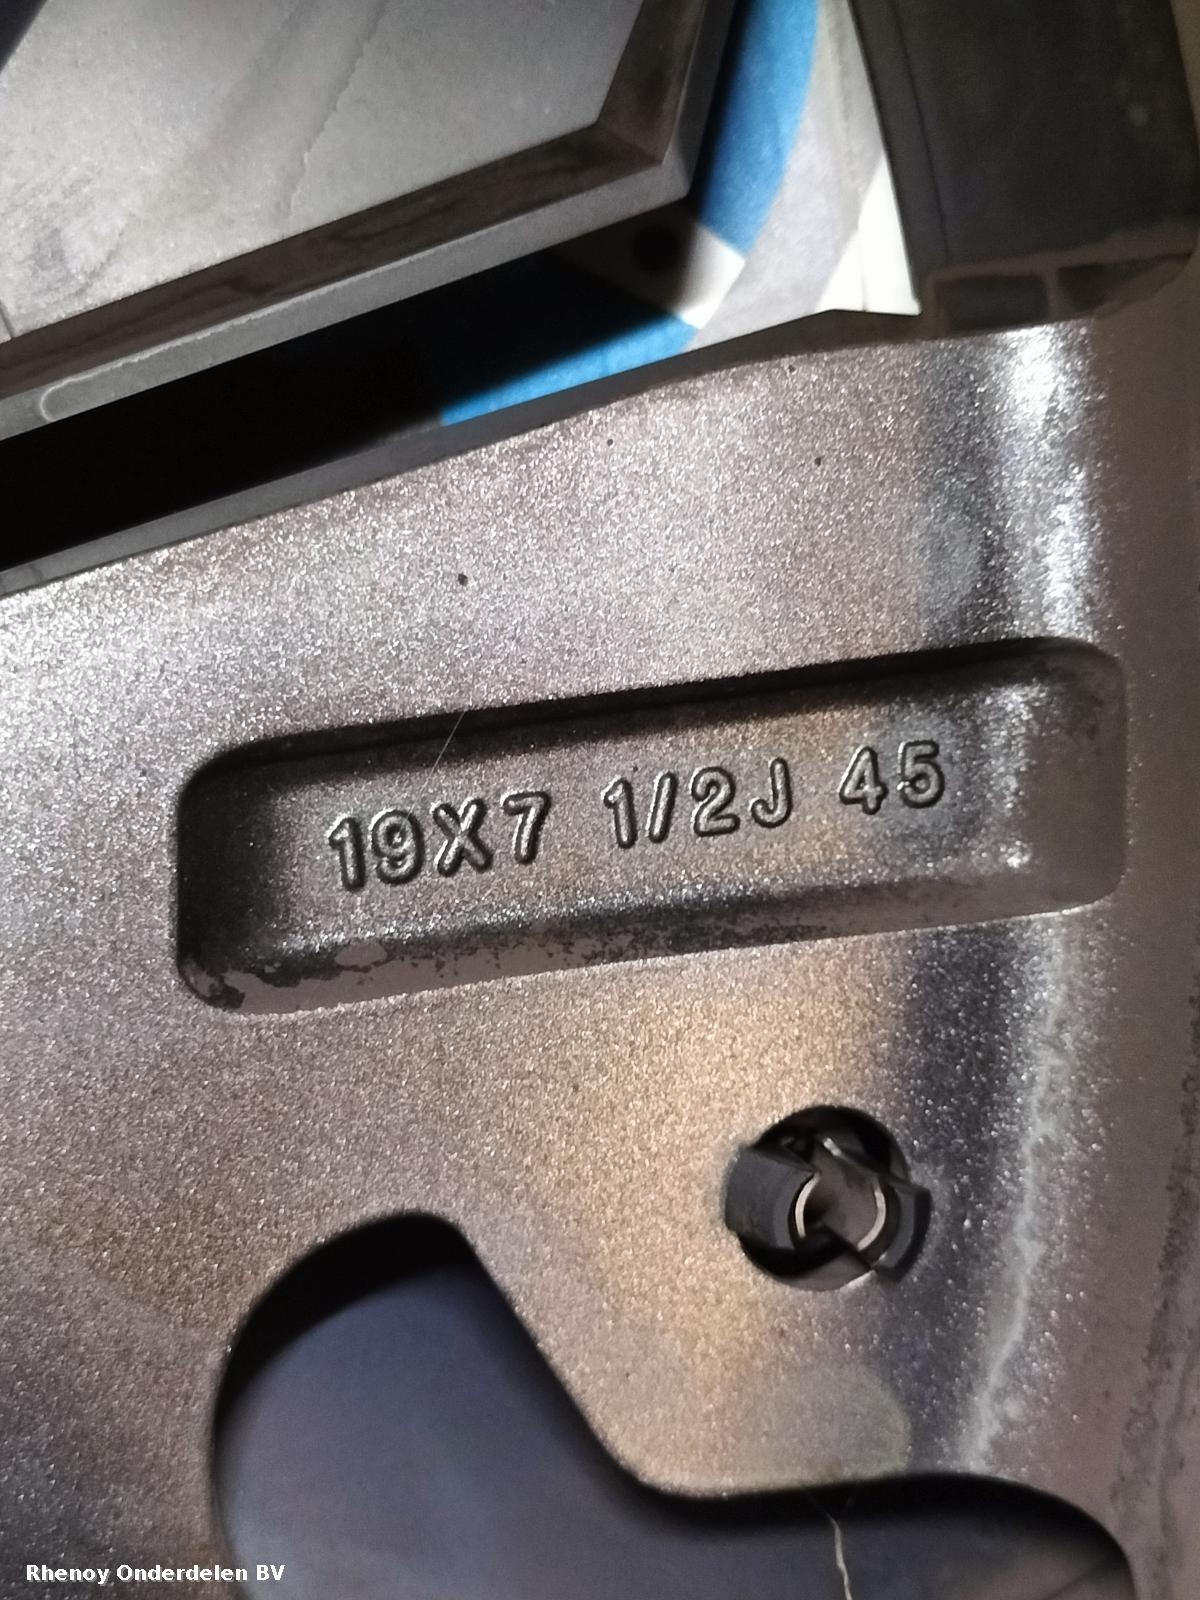 19X7 1/2J 45
Rhenoy Onderdelen BV